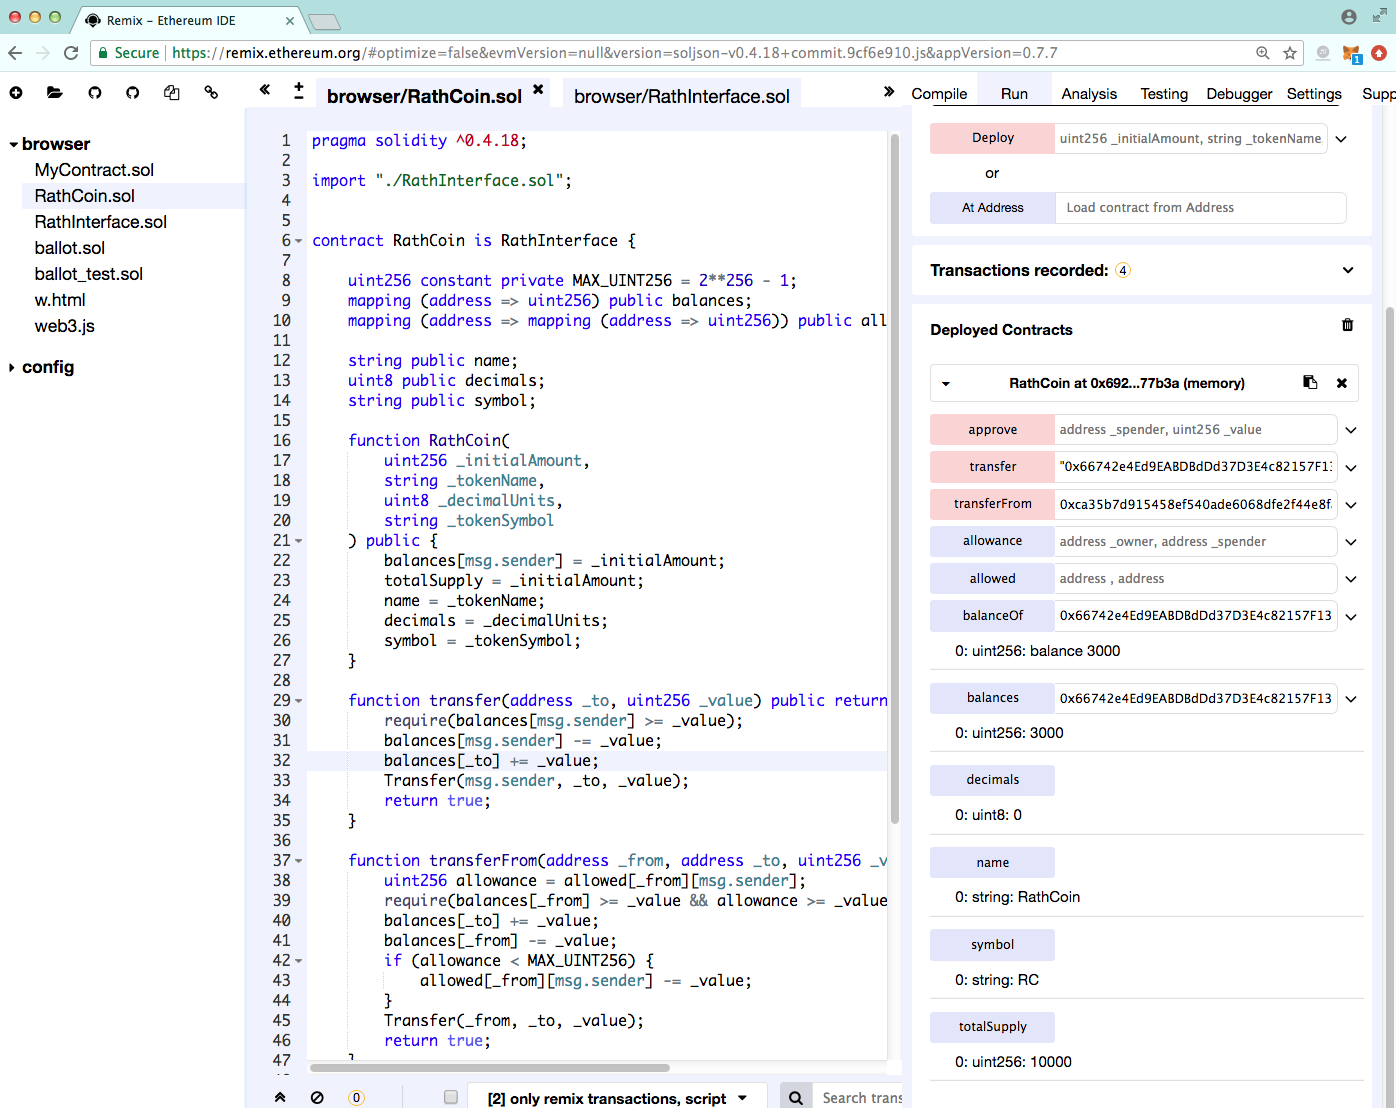 Remix - Ethereum IDE
Secure https://remix.ethereum.org/#optimize=false&evmVersion=null&version=soljson-v0.4.18+commit.9cf6e910.js&appVersion=0.7.7
1
browser
MyContract.sol
RathCoin.sol
RathInterface.sol
ballot.sol
ballot_test.sol
w.html
web3.js
config
browser/RathCoin.sol
browser/RathInterface.sol
1 pragma solidity ^0.4.18;
2
3 import "./RathInterface.sol";
4
5
6 contract RathCoin is RathInterface {
7
8 uint256 constant private MAX_UINT256 = 2**256 - 1;
9 mapping (address => uint256) public balances;
10 mapping (address => mapping (address => uint256)) public all
11
12 string public name;
13 uint8 public decimals;
14 string public symbol;
15
16 function RathCoin(
17 uint256 _initialAmount,
18 string _tokenName,
19 uint8 _decimalUnits,
20 string _tokenSymbol
21 ) public {
22 balances[msg.sender] = _initialAmount;
23 totalSupply = _initialAmount;
24 name = _tokenName;
25 decimals = _decimalUnits;
26 symbol = _tokenSymbol;
27 }
28
29 function transfer(address _to, uint256 _value) public return
30 require(balances[msg.sender] >= _value);
31 balances[msg.sender] -= _value;
32 balances[_to] += _value;
33 Transfer(msg.sender, _to, _value);
34 return true;
35 }
36
37 function transferFrom(address _from, address _to, uint256 _v
38 uint256 allowance = allowed[_from][msg.sender];
39 require(balances[_from] >= _value && allowance >= _value
40 balances[_to] += _value;
41 balances[_from] -= _value;
42 if (allowance < MAX_UINT256) {
43 allowed[_from][msg.sender] -= _value;
44 }
45 Transfer(_from, _to, _value);
46 return true;
47 }
0
[2] only remix transactions, script
Search trans
Compile Run Analysis Testing Debugger Settings Supp
Deploy uint256 _initialAmount, string _tokenName
or
At Address Load contract from Address
Transactions recorded: 4
Deployed Contracts
RathCoin at 0x692...77b3a (memory)
approve address _spender, uint256 _value
transfer "0x66742e4Ed9EABDBdDd37D3E4c82157F13
transferFrom 0xca35b7d915458ef540ade6068dfe2f44e8f
allowance address _owner, address _spender
allowed address , address
balanceOf 0x66742e4Ed9EABDBdDd37D3E4c82157F13
0: uint256: balance 3000
balances 0x66742e4Ed9EABDBdDd37D3E4c82157F13
0: uint256: 3000
decimals
0: uint8: 0
name
0: string: RathCoin
symbol
0: string: RC
totalSupply
0: uint256: 10000